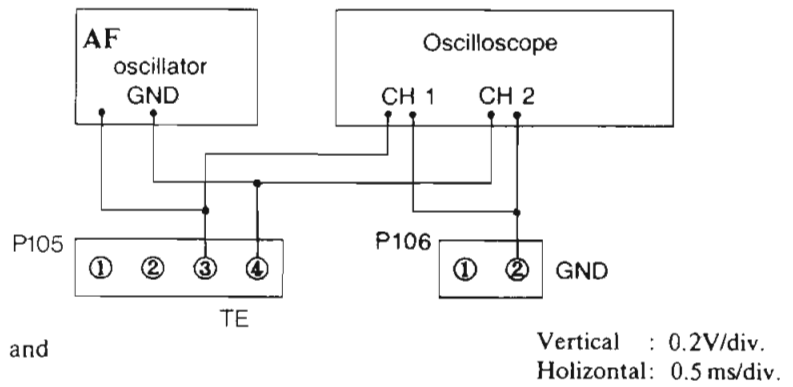 AF
oscillator
GND
Oscilloscope
CH 1 CH 2
P105
① ② ③ ④
TE
P106
① ② GND
and
Vertical : 0.2V/div.
Holizontal: 0.5 ms/div.